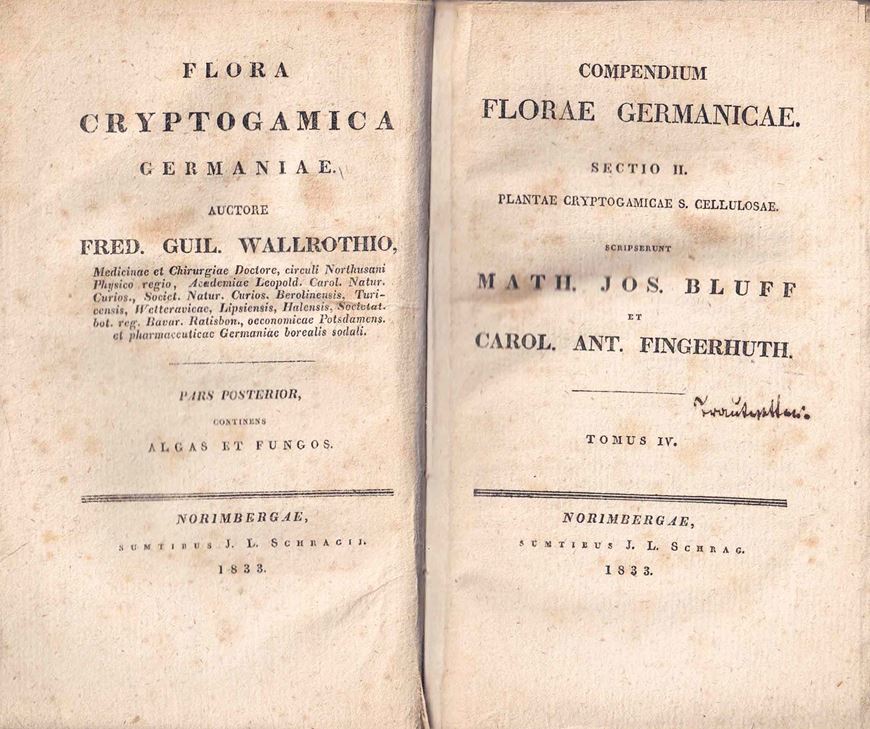 FLORA
CRYPTOGAMICA
GERMANIAE.
AUCTORE
FRED. GUIL. WALLROTHIO,
Medicinae et Chirurgiae Doctore, circuli Northusani
Physico regio, Academiae Leopold. Carol. Natur.
Curios., Societ. Natur. Curios. Berolinensis, Turi-
censis, Wetteravicae, Lipsiensis, Halensis, Societat.
bot. reg. Bavar. Ratisbon., oeconomicae Potsdamens.
et pharmaceuticae Germaniae borealis sodali.
PARS POSTERIOR,
CONTINENS
ALGAS ET FUNGOS.
NORIMBERGAE,
SUMTIBUS J. L. SCHRAGII.
1833.
COMPENDIUM
FLORAE GERMANICAE.
SECTIO II.
PLANTAE CRYPTOGAMICAE S. CELLULOSAE.
SCRIPSERUNT
MATH. JOS. BLUFF
ET
CAROL. ANT. FINGERHUTH.
Trautvetter.
TOMUS IV.
NORIMBERGAE,
SUMTIBUS J. L. SCHRAG.
1833.